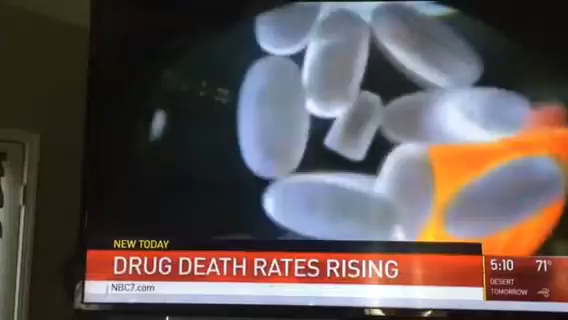 NEW TODAY
DRUG DEATH RATES RISING
NBC7.com
5:10 71°
DESERT
TOMORROW